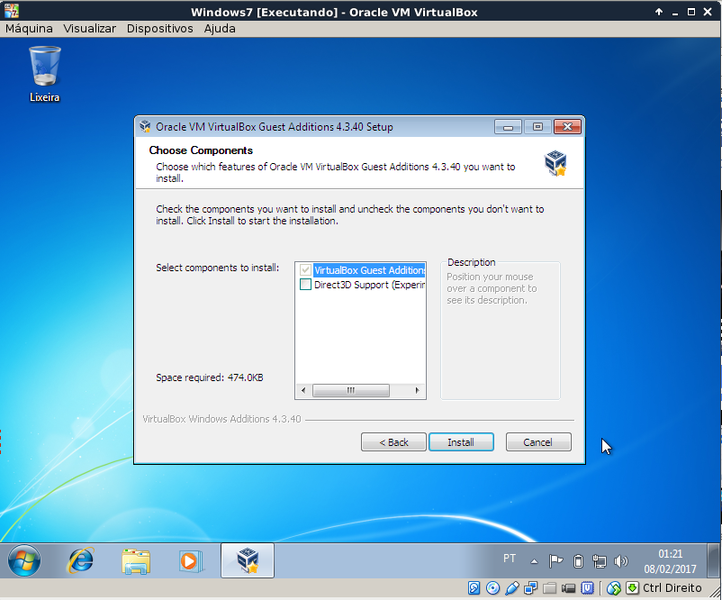 Windows7 [Executando] - Oracle VM VirtualBox
Máquina Visualizar Dispositivos Ajuda
Lixeira
Oracle VM VirtualBox Guest Additions 4.3.40 Setup
Choose Components
Choose which features of Oracle VM VirtualBox Guest Additions 4.3.40 you want to
install.
Check the components you want to install and uncheck the components you don't want to
install. Click Install to start the installation.
Select components to install:
VirtualBox Guest Additions
Direct3D Support (Experin
Description
Position your mouse
over a component to
see its description.
Space required: 474.0KB
VirtualBox Windows Additions 4.3.40
< Back
Install
Cancel
PT
01:21
08/02/2017
Ctrl Direito